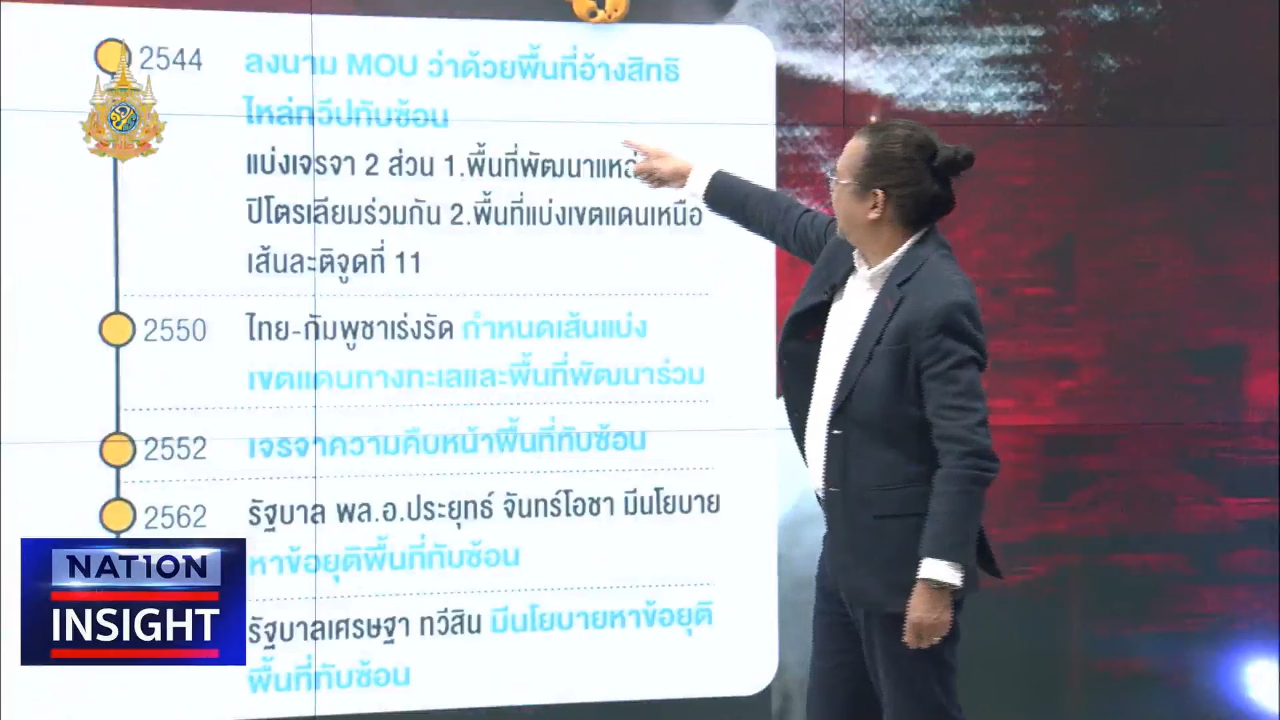 2544 ลงนาม MOU ว่าด้วยพื้นที่อ้างสิทธิ
ไหล่ทวีปทับซ้อน
แบ่งเจรจา 2 ส่วน 1.พื้นที่พัฒนาแหล่
ปิโตรเลียมร่วมกัน 2.พื้นที่แบ่งเขตแดนเหนือ
เส้นละติจูดที่ 11
2550 ไทย-กัมพูชาเร่งรัด กำหนดเส้นแบ่ง
เขตแดนทางทะเลและพื้นที่พัฒนาร่วม
2552 เจรจาความคืบหน้าพื้นที่ทับซ้อน
2562 รัฐบาล พล.อ.ประยุทธ์ จันทร์โอชา มีนโยบาย
หาข้อยุติพื้นที่ทับซ้อน
รัฐบาลเศรษฐา ทวีสิน มีนโยบายหาข้อยุติ
พื้นที่ทับซ้อน
NATION
INSIGHT